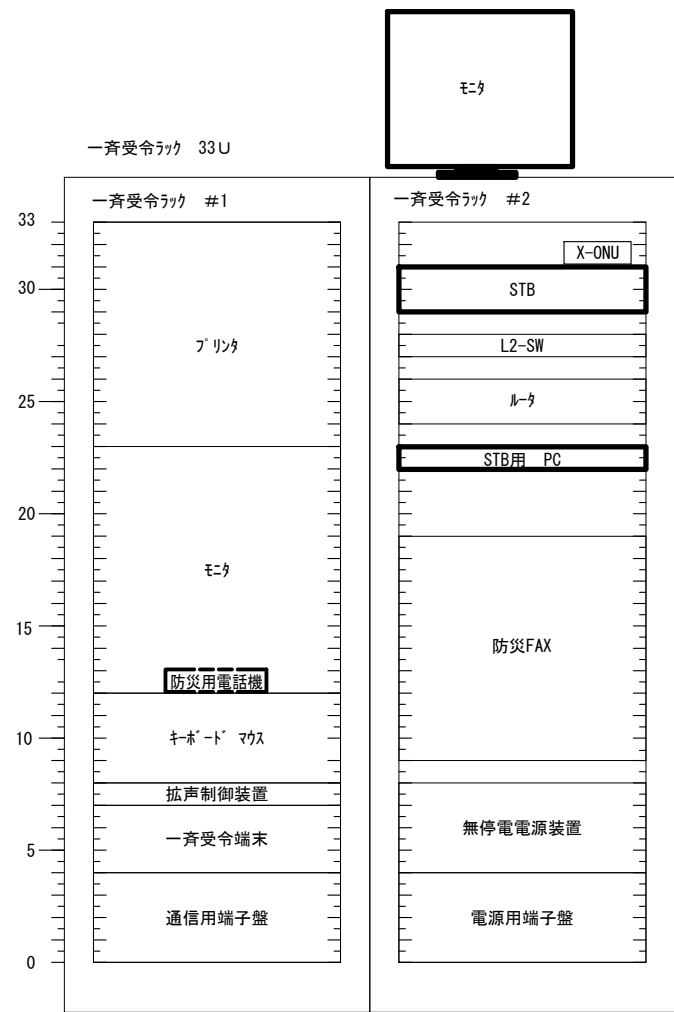 ﾓﾆﾀ
一斉受令ﾗｯｸ 33U
一斉受令ﾗｯｸ #1
一斉受令ﾗｯｸ #2
33
30
25
20
15
10
5
0
ﾌﾟﾘﾝﾀ
ﾓﾆﾀ
防災用電話機
ｷｰﾎﾞｰﾄﾞ ﾏｳｽ
拡声制御装置
一斉受令端末
通信用端子盤
X-ONU
STB
L2-SW
ﾙｰﾀ
STB用 PC
防災FAX
無停電電源装置
電源用端子盤